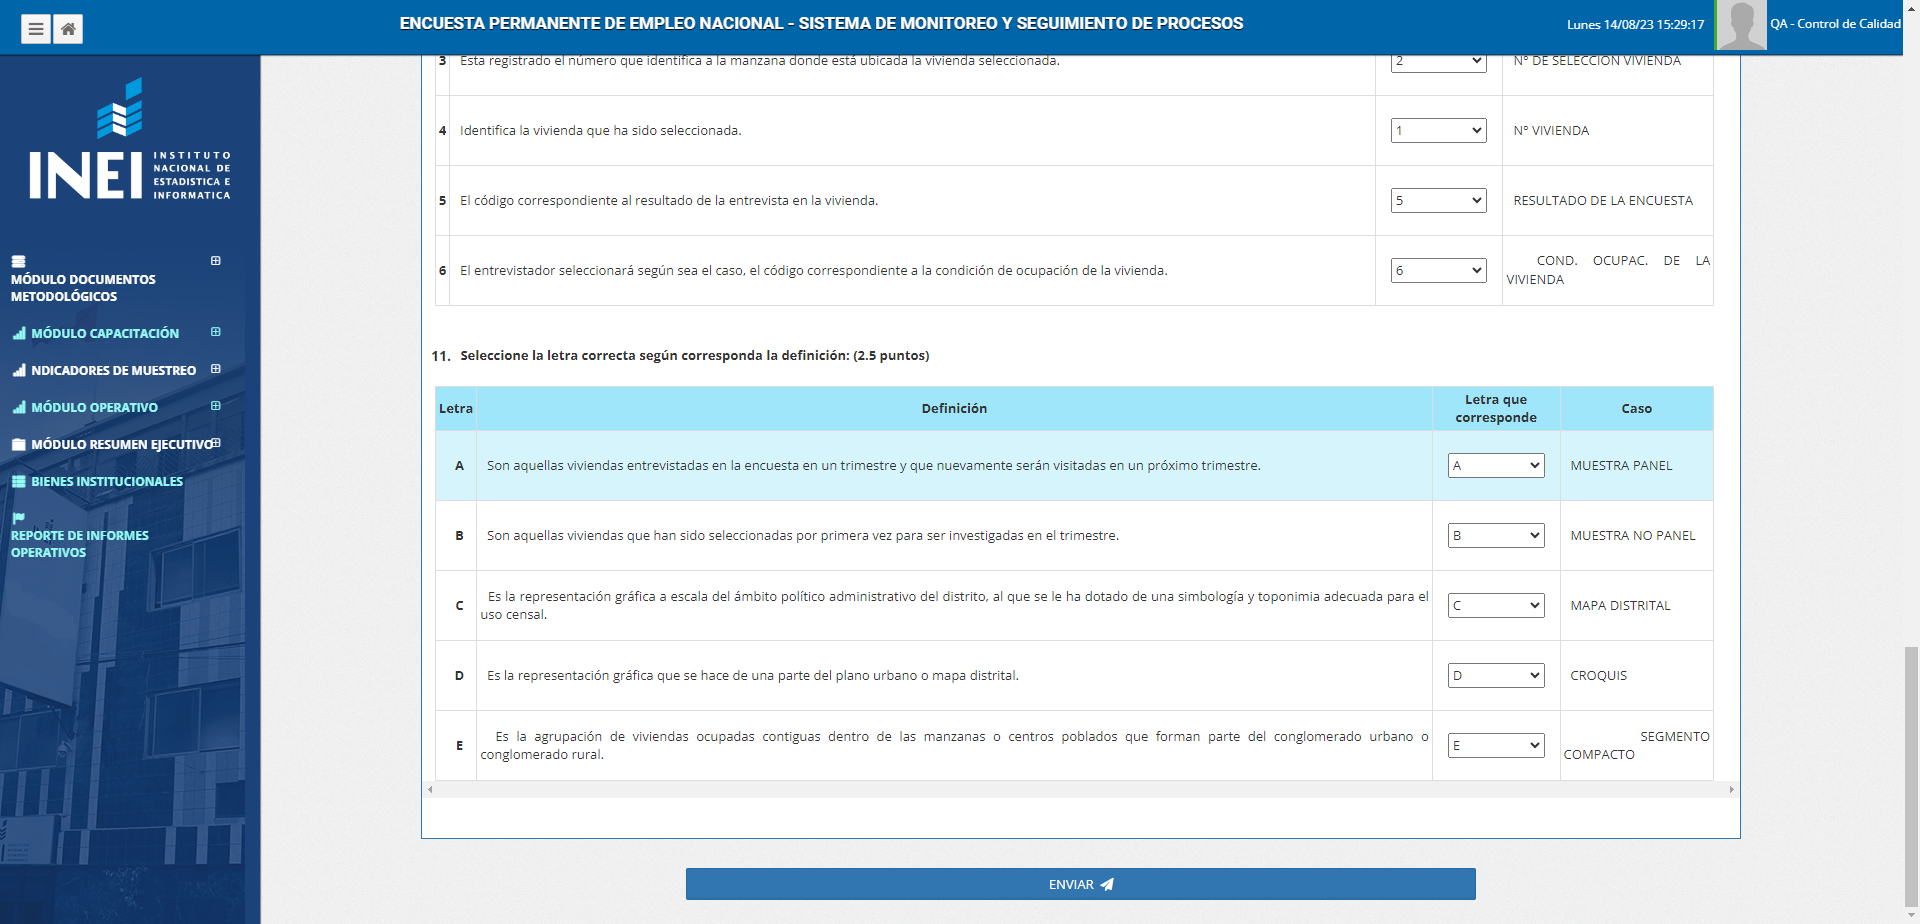 ENCUESTA PERMANENTE DE EMPLEO NACIONAL - SISTEMA DE MONITOREO Y SEGUIMIENTO DE PROCESOS
Lunes 14/08/23 15:29:17
QA - Control de Calidad
INEI
INSTITUTO
NACIONAL DE
ESTADISTICA E
INFORMATICA
MÓDULO DOCUMENTOS
METODOLÓGICOS
MÓDULO CAPACITACIÓN
NDICADORES DE MUESTREO
MÓDULO OPERATIVO
MÓDULO RESUMEN EJECUTIVO
BIENES INSTITUCIONALES
REPORTE DE INFORMES
OPERATIVOS
3 Esta registrado el número que identifica a la manzana donde está ubicada la vivienda seleccionada. 2 N° DE SELECCION VIVIENDA
4 Identifica la vivienda que ha sido seleccionada. 1 N° VIVIENDA
5 El código correspondiente al resultado de la entrevista en la vivienda. 5 RESULTADO DE LA ENCUESTA
6 El entrevistador seleccionará según sea el caso, el código correspondiente a la condición de ocupación de la vivienda. 6 COND. OCUPAC. DE LA
VIVIENDA
11. Seleccione la letra correcta según corresponda la definición: (2.5 puntos)
Letra Definición Letra que
corresponde Caso
A Son aquellas viviendas entrevistadas en la encuesta en un trimestre y que nuevamente serán visitadas en un próximo trimestre. A MUESTRA PANEL
B Son aquellas viviendas que han sido seleccionadas por primera vez para ser investigadas en el trimestre. B MUESTRA NO PANEL
C Es la representación gráfica a escala del ámbito político administrativo del distrito, al que se le ha dotado de una simbología y toponimia adecuada para el
uso censal. C MAPA DISTRITAL
D Es la representación gráfica que se hace de una parte del plano urbano o mapa distrital. D CROQUIS
E Es la agrupación de viviendas ocupadas contiguas dentro de las manzanas o centros poblados que forman parte del conglomerado urbano o
conglomerado rural. E SEGMENTO
COMPACTO
ENVIAR